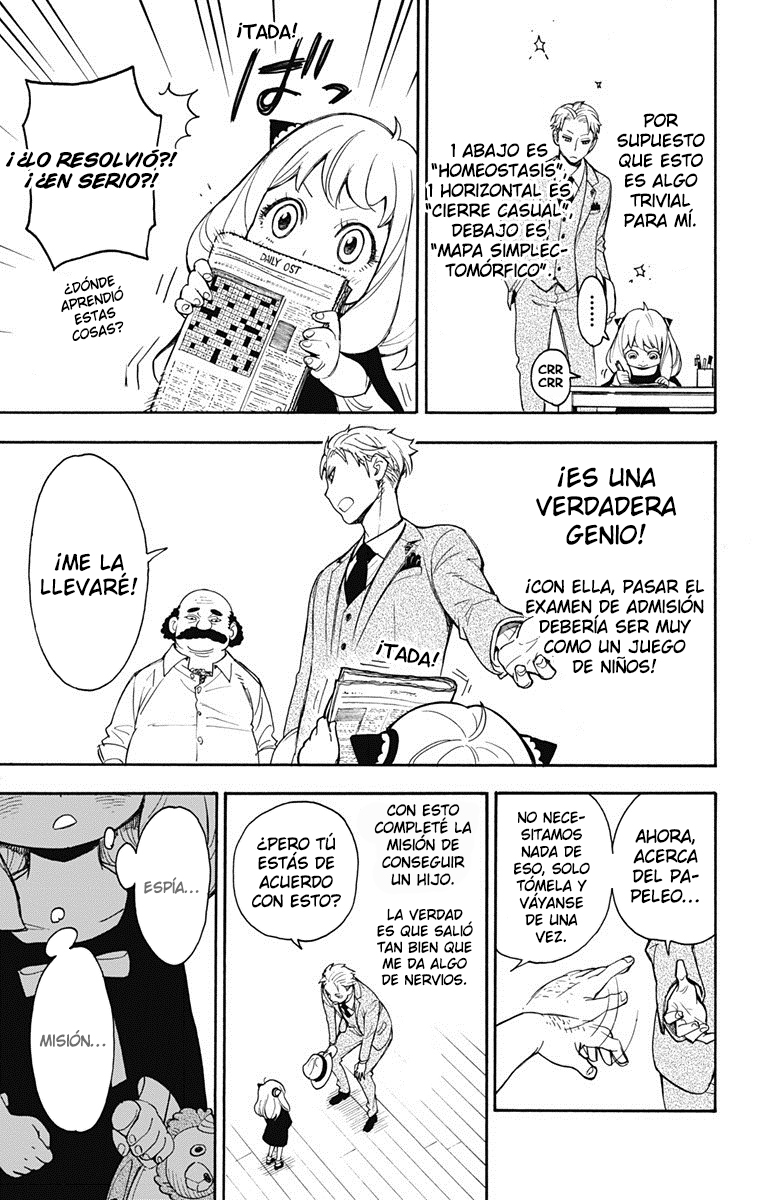 POR
SUPUESTO
QUE ESTO
ES ALGO
TRIVIAL
PARA MÍ.
1 ABAJO ES
"HOMEOSTASIS",
1 HORIZONTAL ES
"CIERRE CASUAL",
DEBAJO ES
"MAPA SIMPLEC-
TOMÓRFICO".
......
CRR
CRR
¡TADA!
ばっ
¡¿LO RESOLVIÓ?!
¡¿EN SERIO?!
¿DÓNDE
APRENDIÓ
ESTAS
COSAS?
DAILY OST
¡ES UNA
VERDADERA
GENIO!
¡CON ELLA, PASAR EL
EXAMEN DE ADMISIÓN
DEBERÍA SER MUY
COMO UN JUEGO
DE NIÑOS!
¡TADA!
¡ME LA
LLEVARÉ!
AHORA,
ACERCA
DEL PA-
PELEO...
NO NECE-
SITAMOS
NADA DE
ESO, SOLO
TÓMELA Y
VÁYANSE
DE UNA
VEZ.
CON ESTO
COMPLETÉ LA
MISIÓN DE
CONSEGUIR
UN HIJO.
LA VERDAD
ES QUE SALIÓ
TAN BIEN QUE
ME DA ALGO
DE NERVIOS.
¿PERO TÚ
ESTÁS DE
ACUERDO
CON ESTO?
ESPÍA...
MISIÓN...